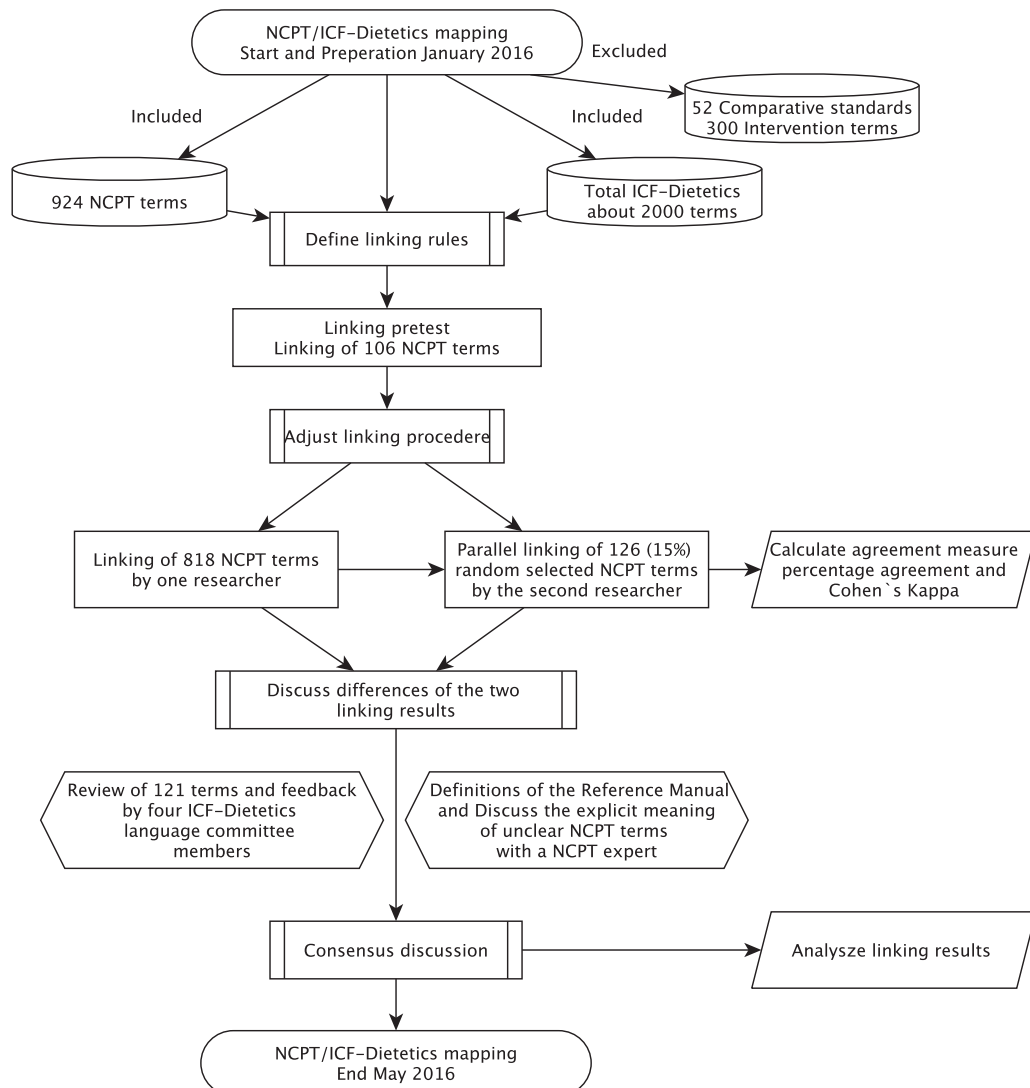 NCPT/ICF–Dietetics mapping
Start and Preperation January 2016
Excluded
52 Comparative standards
300 Intervention terms
Included
Included
924 NCPT terms
Total ICF–Dietetics
about 2000 terms
Define linking rules
Linking pretest
Linking of 106 NCPT terms
Adjust linking procedere
Linking of 818 NCPT terms
by one researcher
Parallel linking of 126 (15%)
random selected NCPT terms
by the second researcher
Calculate agreement measure
percentage agreement and
Cohen`s Kappa
Discuss differences of the two
linking results
Review of 121 terms and feedback
by four ICF–Dietetics
language committee
members
Definitions of the Reference Manual
and Discuss the explicit meaning
of unclear NCPT terms
with a NCPT expert
Consensus discussion
Analysze linking results
NCPT/ICF–Dietetics mapping
End May 2016